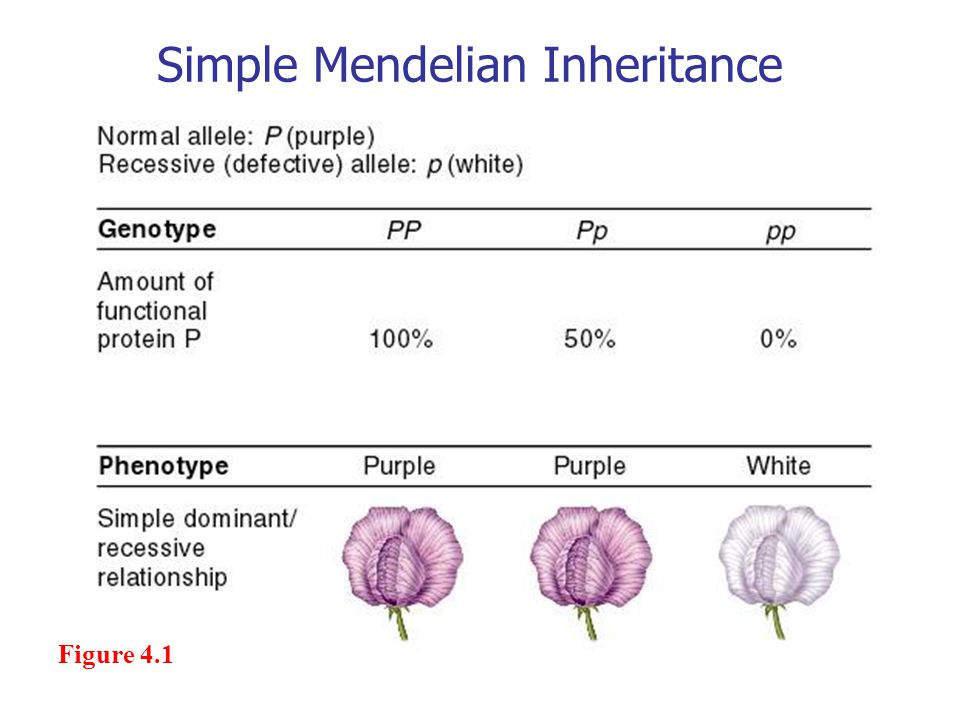 Simple Mendelian Inheritance
Normal allele: P (purple)
Recessive (defective) allele: p (white)
Genotype PP Pp pp
Amount of
functional
protein P 100% 50% 0%
Phenotype Purple Purple White
Simple dominant/
recessive
relationship
Figure 4.1